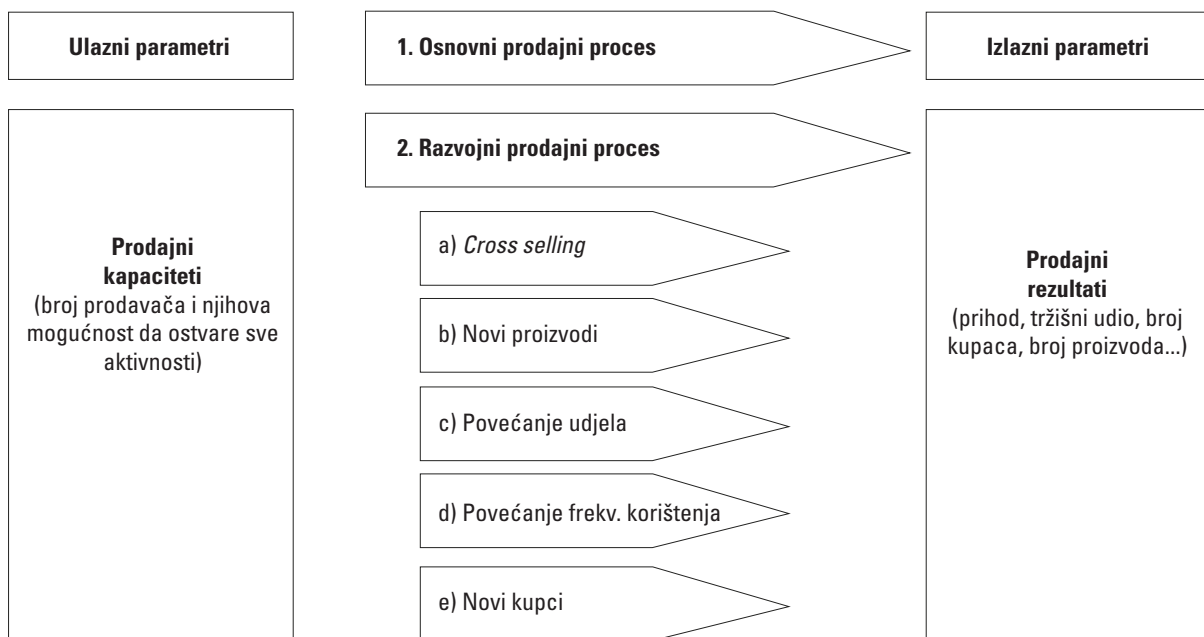 Ulazni parametri
1. Osnovni prodajni proces
Izlazni parametri
2. Razvojni prodajni proces
Prodajni
kapaciteti
(broj prodavača i njihova
mogućnost da ostvare sve
aktivnosti)
a) Cross selling
b) Novi proizvodi
c) Povećanje udjela
d) Povećanje frekv. korištenja
e) Novi kupci
Prodajni
rezultati
(prihod, tržišni udio, broj
kupaca, broj proizvoda...)